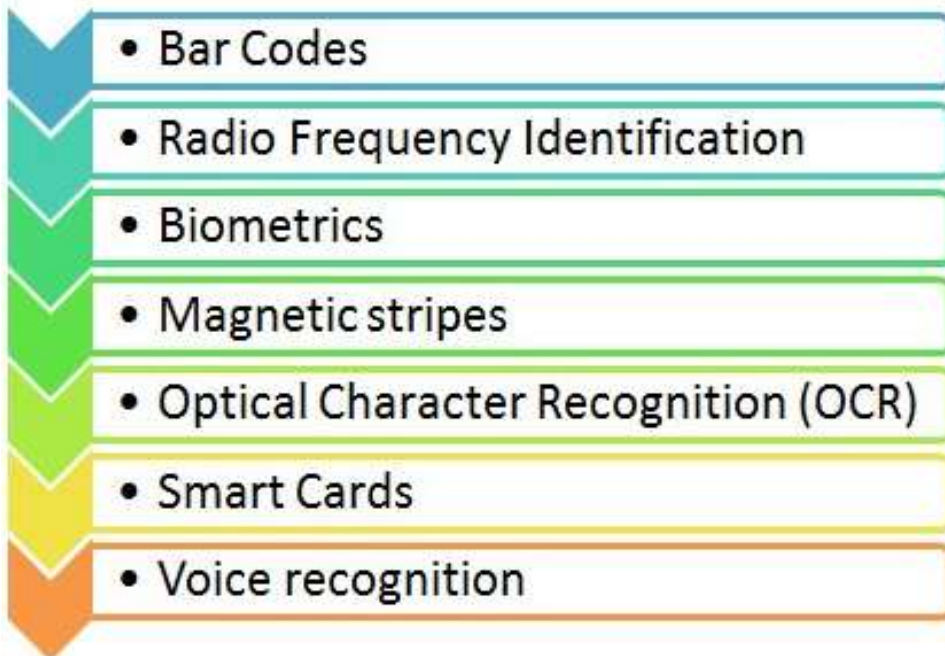 • Bar Codes
• Radio Frequency Identification
• Biometrics
• Magnetic stripes
• Optical Character Recognition (OCR)
• Smart Cards
• Voice recognition